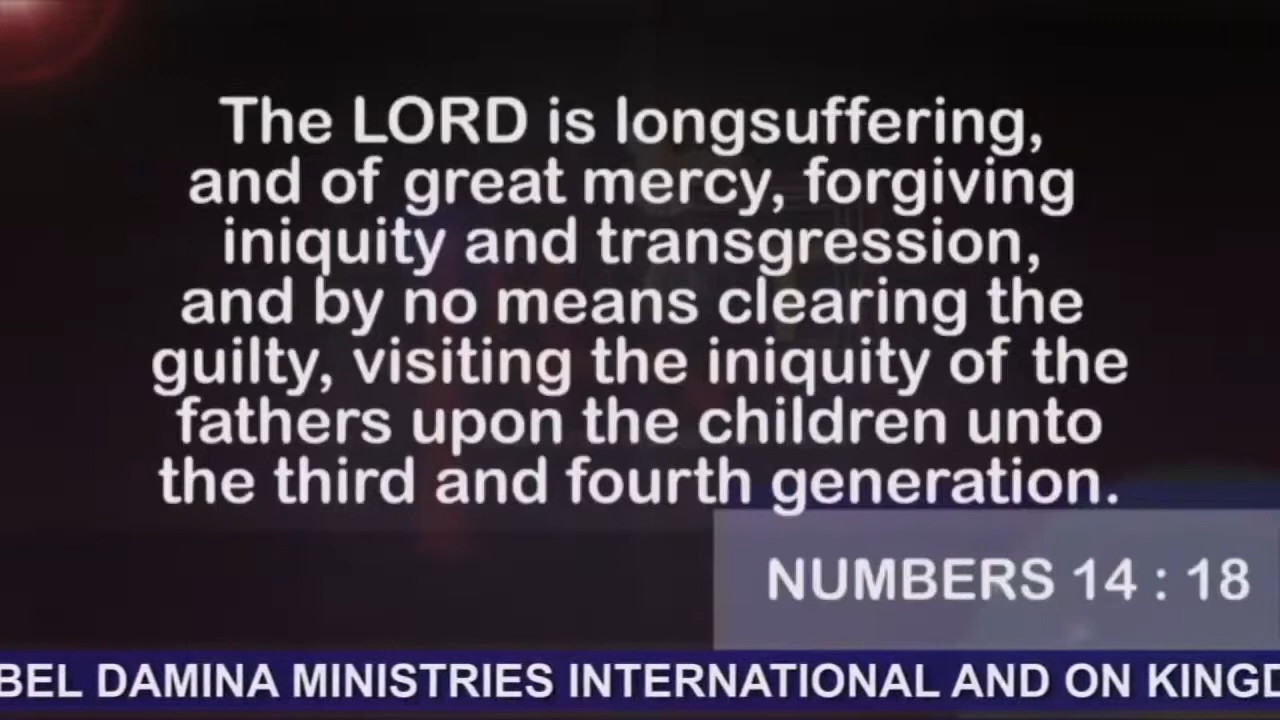 The LORD is longsuffering,
and of great mercy, forgiving
iniquity and transgression,
and by no means clearing the
guilty, visiting the iniquity of the
fathers upon the children unto
the third and fourth generation.
NUMBERS 14 : 18
BEL DAMINA MINISTRIES INTERNATIONAL AND ON KINGD